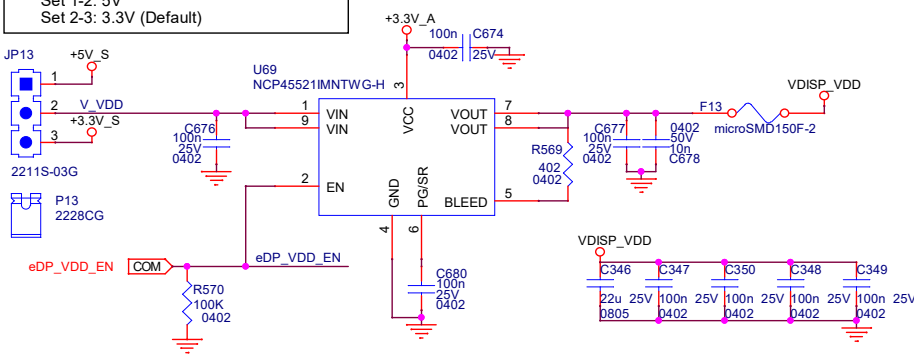 Set 1-2: 5V
Set 2-3: 3.3V (Default)
+3.3V_A
100n C674
0402 25V
JP13
+5V_S
U69
NCP45521IMNTWG-H
VDISP_VDD
1
2 V_VDD
+3.3V_S
3
2211S-03G
P13
2228CG
C676
100n
25V
0402
1 VIN
9 VIN
3 VCC
2 EN
4 GND
6 PG/SR
VOUT 7
VOUT 8
BLEED 5
R569
402
0402
C677
100n
25V
0402
0402
50V
10n
C678
F13
microSMD150F-2
eDP_VDD_EN COM eDP_VDD_EN
R570
100K
0402
C680
100n
25V
0402
VDISP_VDD
C346 C347 C350 C348 C349
22u 25V 100n 25V 100n 25V 100n 25V 100n 25V
0805 0402 0402 0402 0402